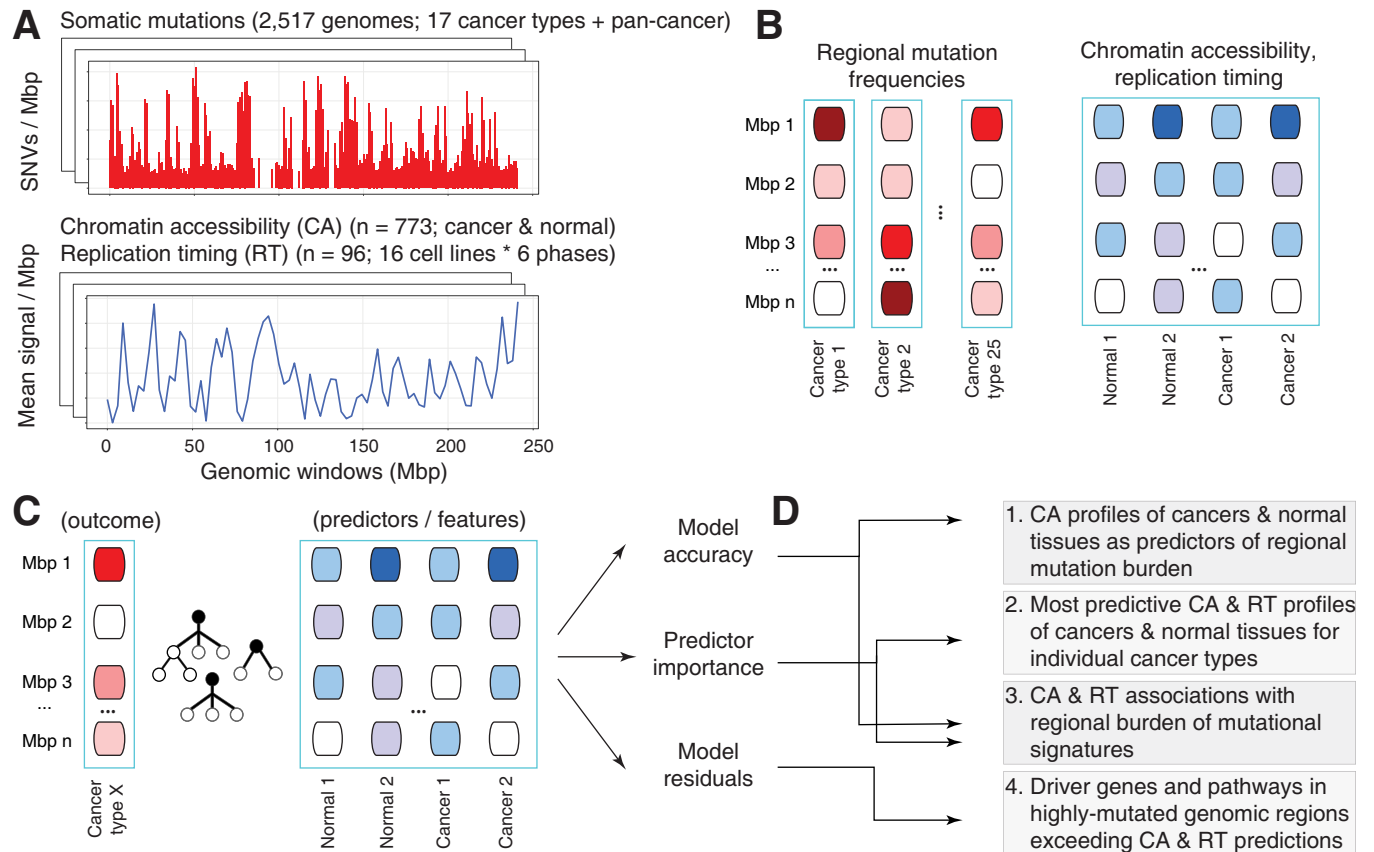 A
Somatic mutations (2,517 genomes; 17 cancer types + pan-cancer)
SNVs / Mbp
Chromatin accessibility (CA) (n = 773; cancer & normal)
Replication timing (RT) (n = 96; 16 cell lines * 6 phases)
Mean signal / Mbp
0 50 100 150 200 250
Genomic windows (Mbp)
B
Regional mutation
frequencies
Chromatin accessibility,
replication timing
Mbp 1
Mbp 2
...
Mbp 3
...
... ... ... ...
Mbp n
Cancer
type 1
Cancer
type 2
Cancer
type 25
Normal 1
Normal 2
Cancer 1
Cancer 2
C
(outcome)
(predictors / features)
Mbp 1
Mbp 2
Mbp 3
...
... ...
Mbp n
Cancer
type X
Normal 1
Normal 2
Cancer 1
Cancer 2
Model
accuracy
Predictor
importance
Model
residuals
D
1. CA profiles of cancers & normal
tissues as predictors of regional
mutation burden
2. Most predictive CA & RT profiles
of cancers & normal tissues for
individual cancer types
3. CA & RT associations with
regional burden of mutational
signatures
4. Driver genes and pathways in
highly-mutated genomic regions
exceeding CA & RT predictions